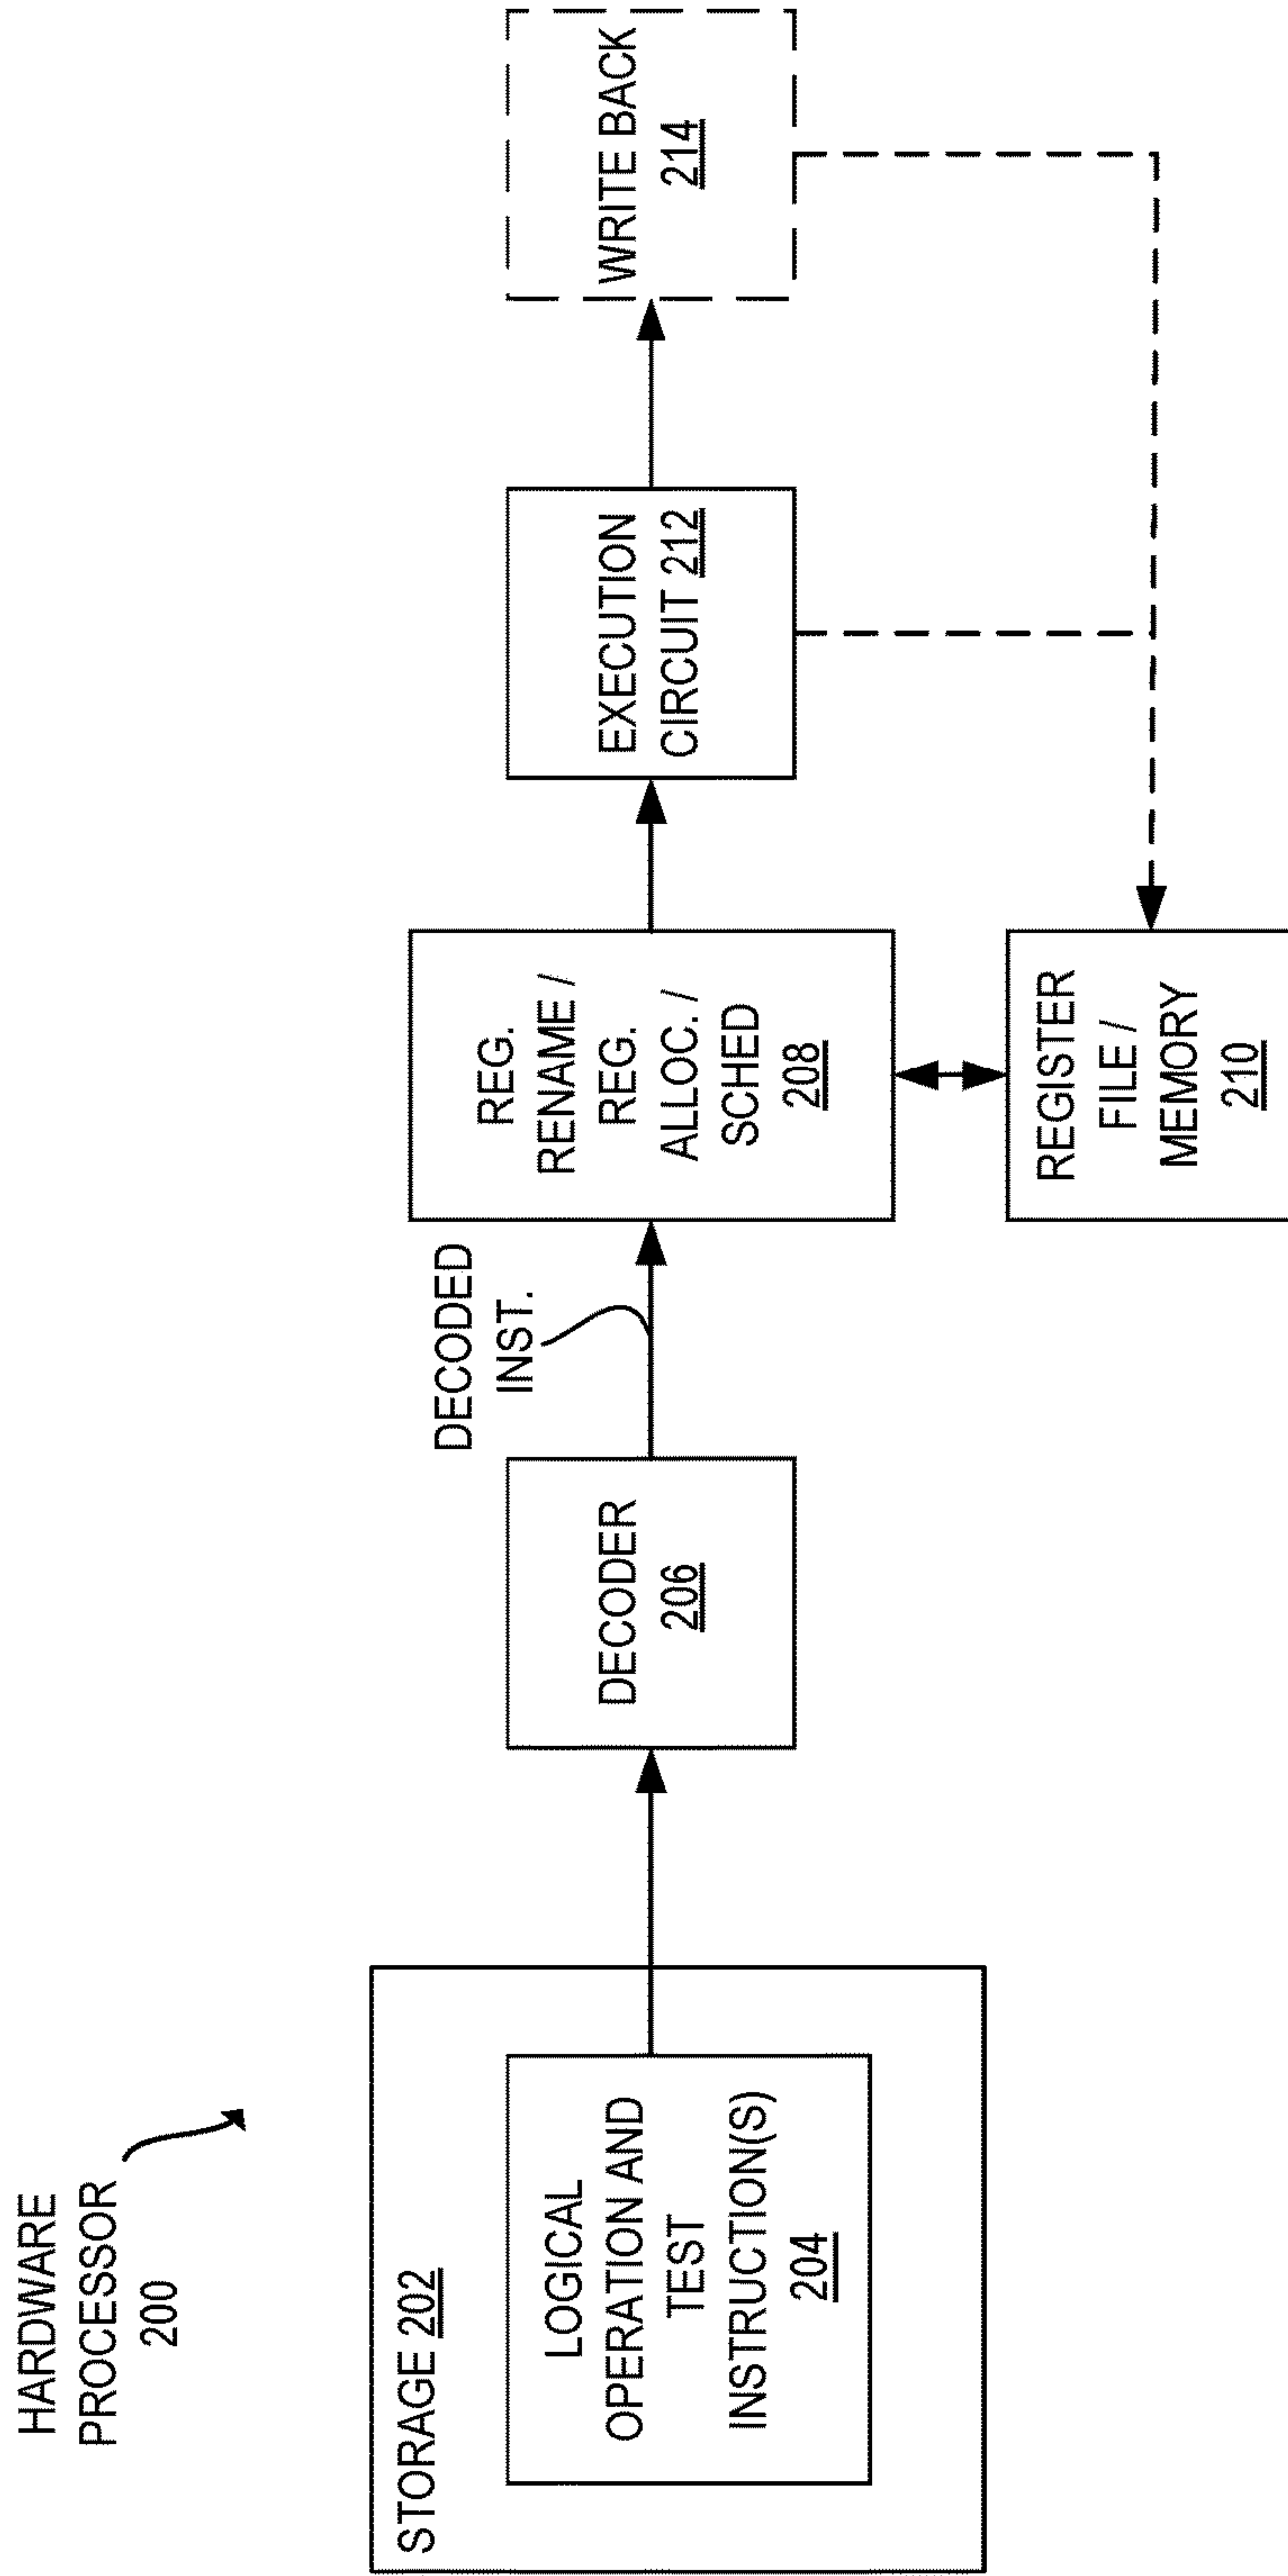 HARDWARE
PROCESSOR
200
STORAGE 202
LOGICAL
OPERATION AND
TEST
INSTRUCTION(S)
204
DECODER
206
DECODED
INST.
REG.
RENAME /
REG.
ALLOC. /
SCHED
208
REGISTER
FILE /
MEMORY
210
EXECUTION
CIRCUIT 212
WRITE BACK
214